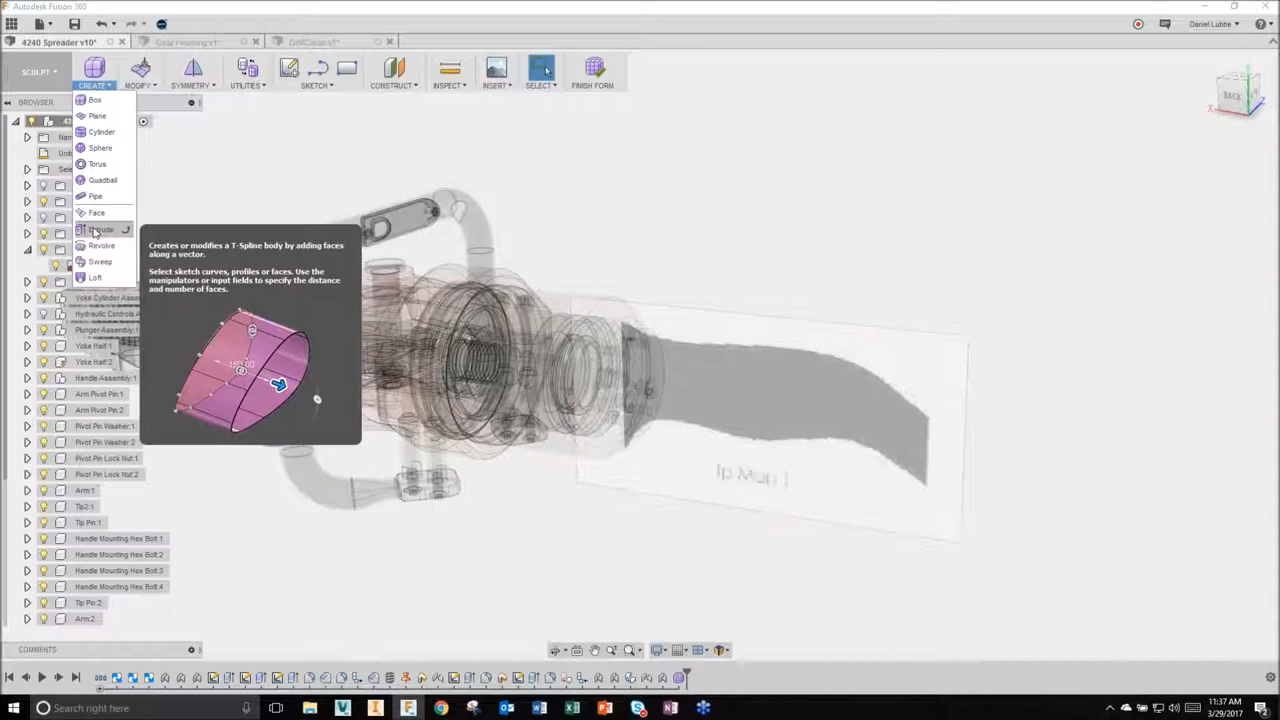 Autodesk Fusion 360
Daniel Lubbe
4240 Spreader v10*
SCULPT
CREATE
MODIFY
SYMMETRY
UTILITIES
SKETCH
CONSTRUCT
INSPECT
INSERT
SELECT
FINISH FORM
BROWSER
BACK
X
Z
Box
Plane
Cylinder
Sphere
Torus
Quadball
Pipe
Face
Extrude
Revolve
Sweep
Loft
Creates or modifies a T-Spline body by adding faces
along a vector.
Select sketch curves, profiles or faces. Use the
manipulators or input fields to specify the distance
and number of faces.
Yoke Cylinder Assem
Hydraulic Controls A
Plunger Assembly:1
Yoke Half:1
Yoke Half:2
Handle Assembly:1
Arm Pivot Pin:1
Arm Pivot Pin:2
Pivot Pin Washer:1
Pivot Pin Washer:2
Pivot Pin Lock Nut:1
Pivot Pin Lock Nut:2
Arm:1
Tip2:1
Tip Pin:1
Handle Mounting Hex Bolt:1
Handle Mounting Hex Bolt:2
Handle Mounting Hex Bolt:3
Handle Mounting Hex Bolt:4
Tip Pin:2
Arm:2
COMMENTS
Search right here
11:37 AM
3/29/2017